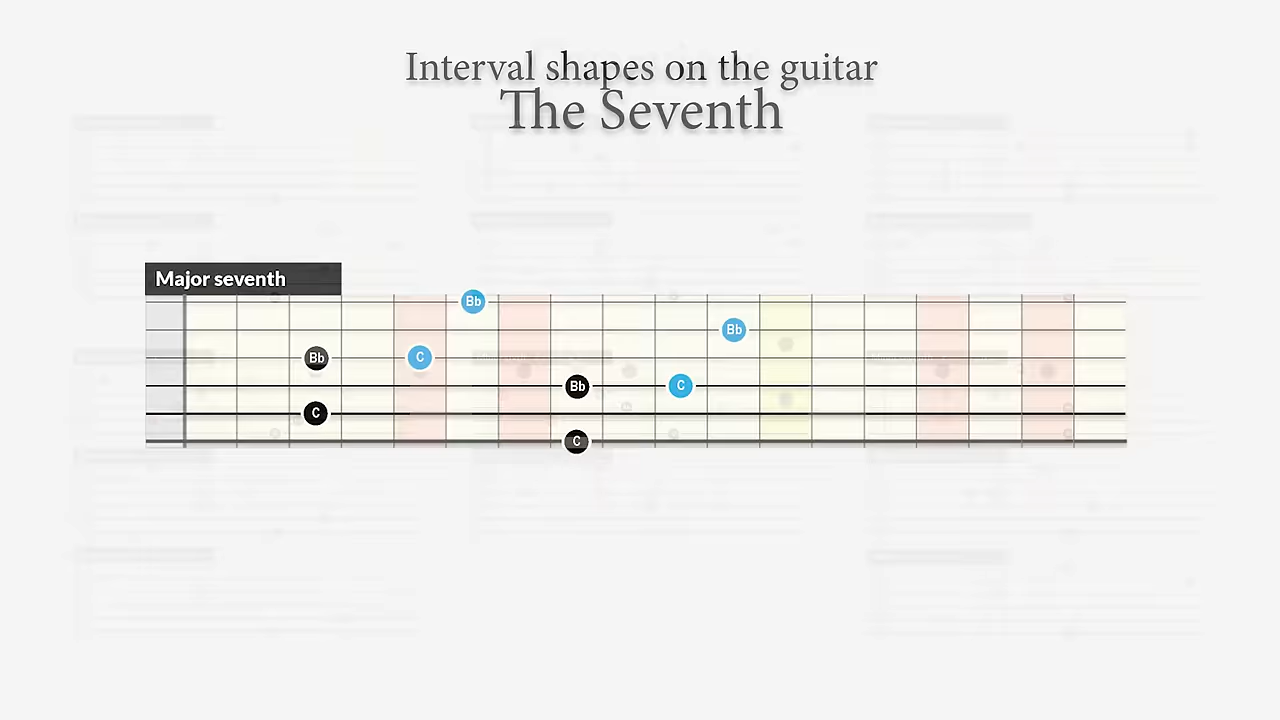 Interval shapes on the guitar
The Seventh
Major seventh
Bb
Bb
Bb C
Bb C
C
C